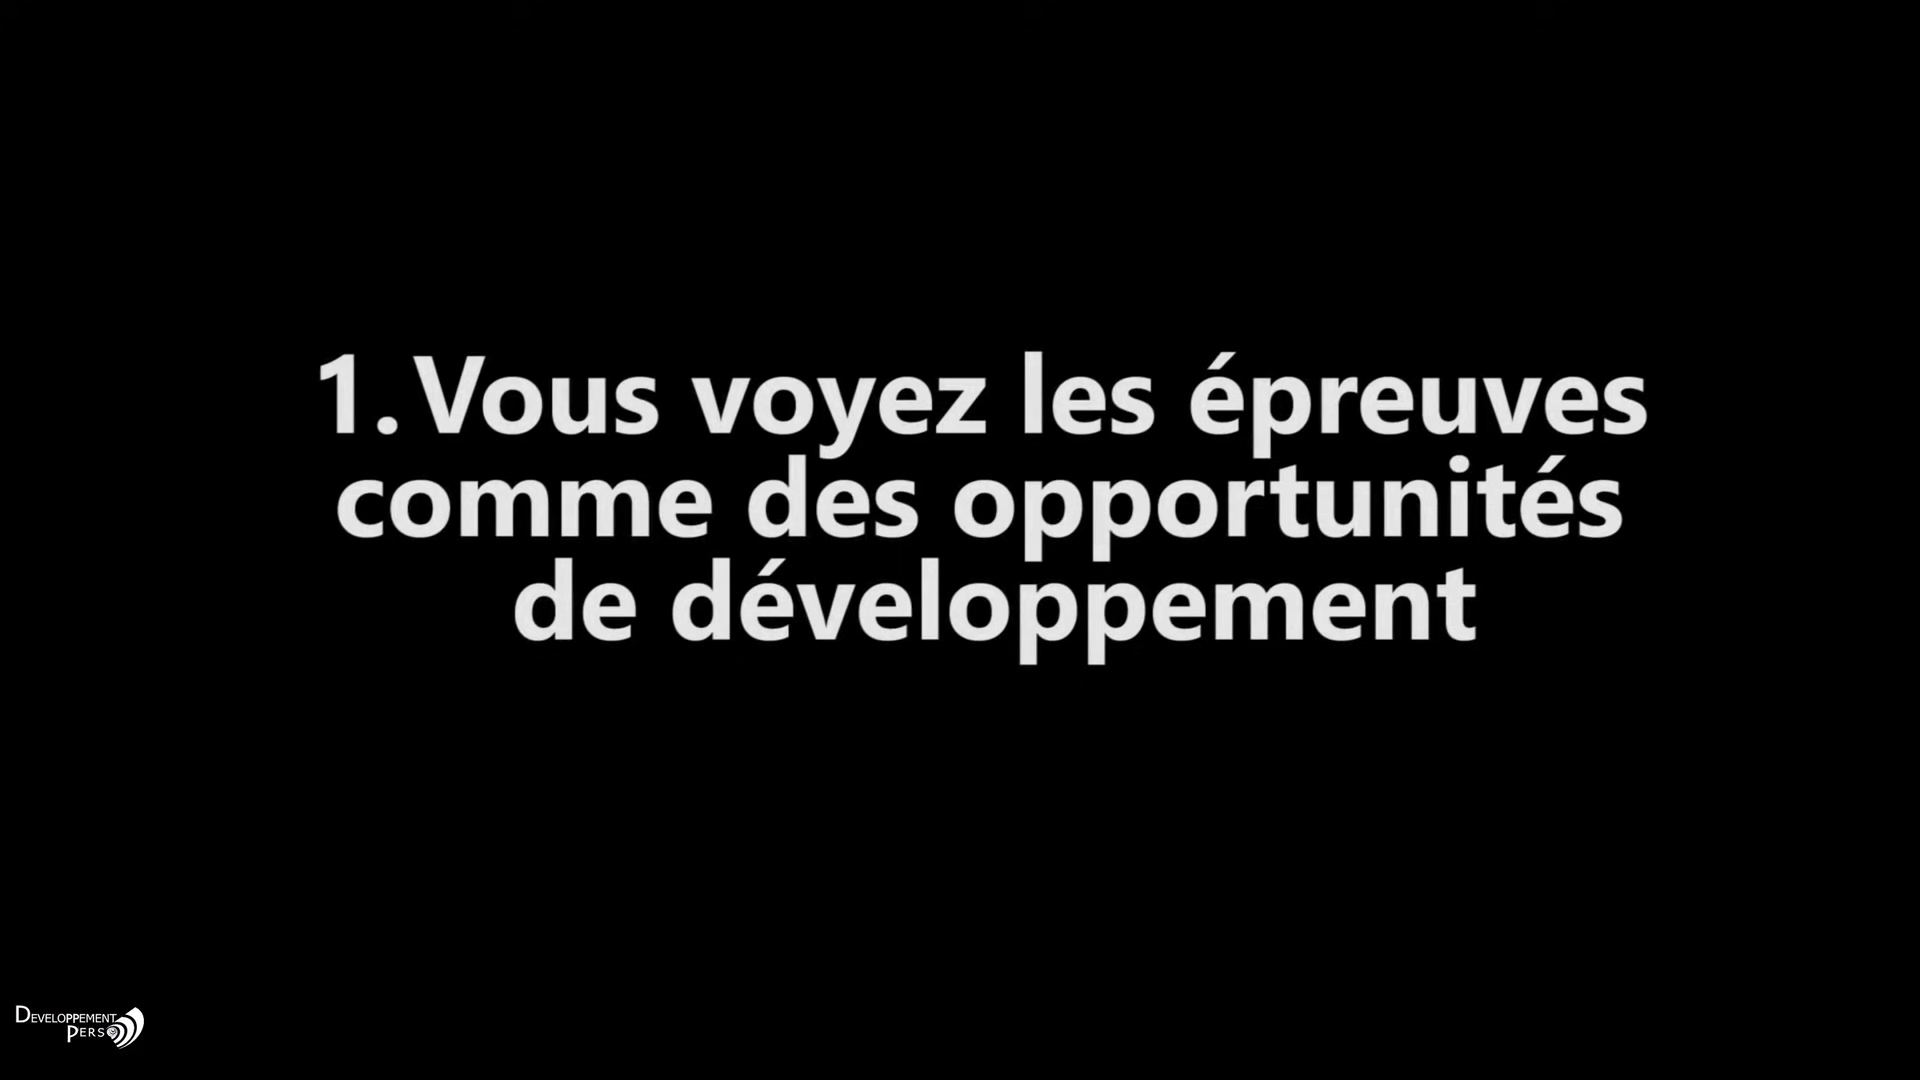 1. Vous voyez les épreuves
comme des opportunités
de développement
DEVELOPPEMENT
PERSO